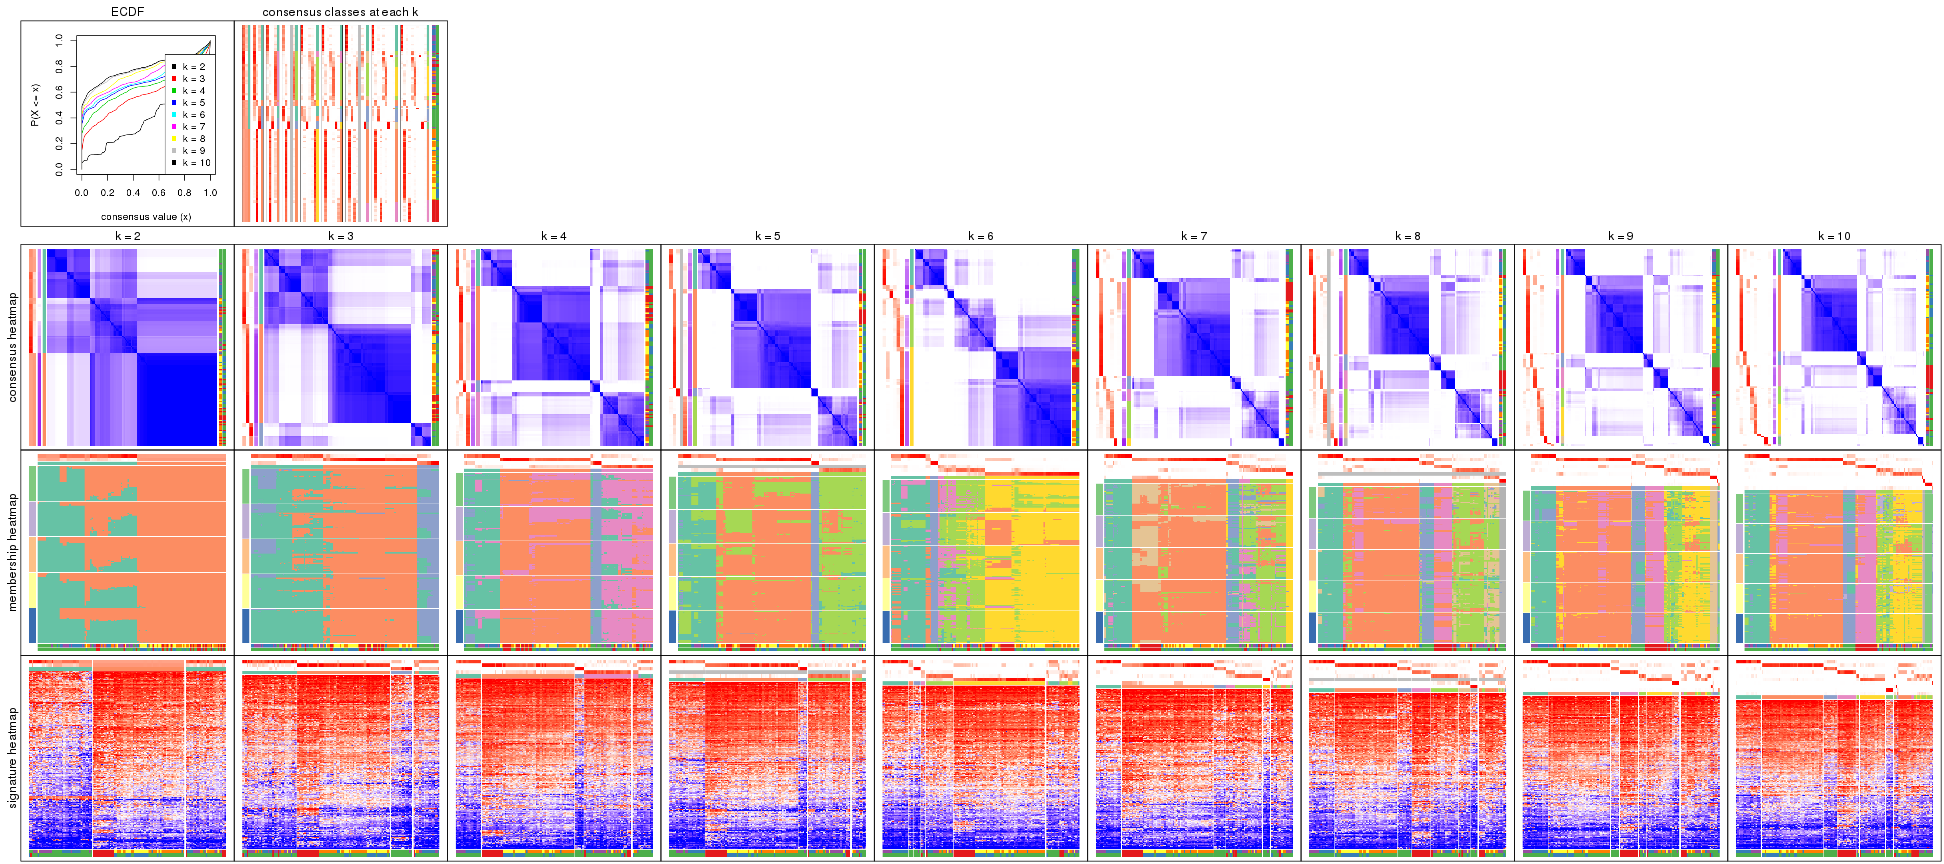 ECDF
consensus classes at each k
P(X <= x)
0.0 0.2 0.4 0.6 0.8 1.0
k = 2
k = 3
k = 4
k = 5
k = 6
k = 7
k = 8
k = 9
k = 10
0.0 0.2 0.4 0.6 0.8 1.0
consensus value (x)
k = 2
k = 3
k = 4
k = 5
k = 6
k = 7
k = 8
k = 9
k = 10
consensus heatmap
membership heatmap
signature heatmap